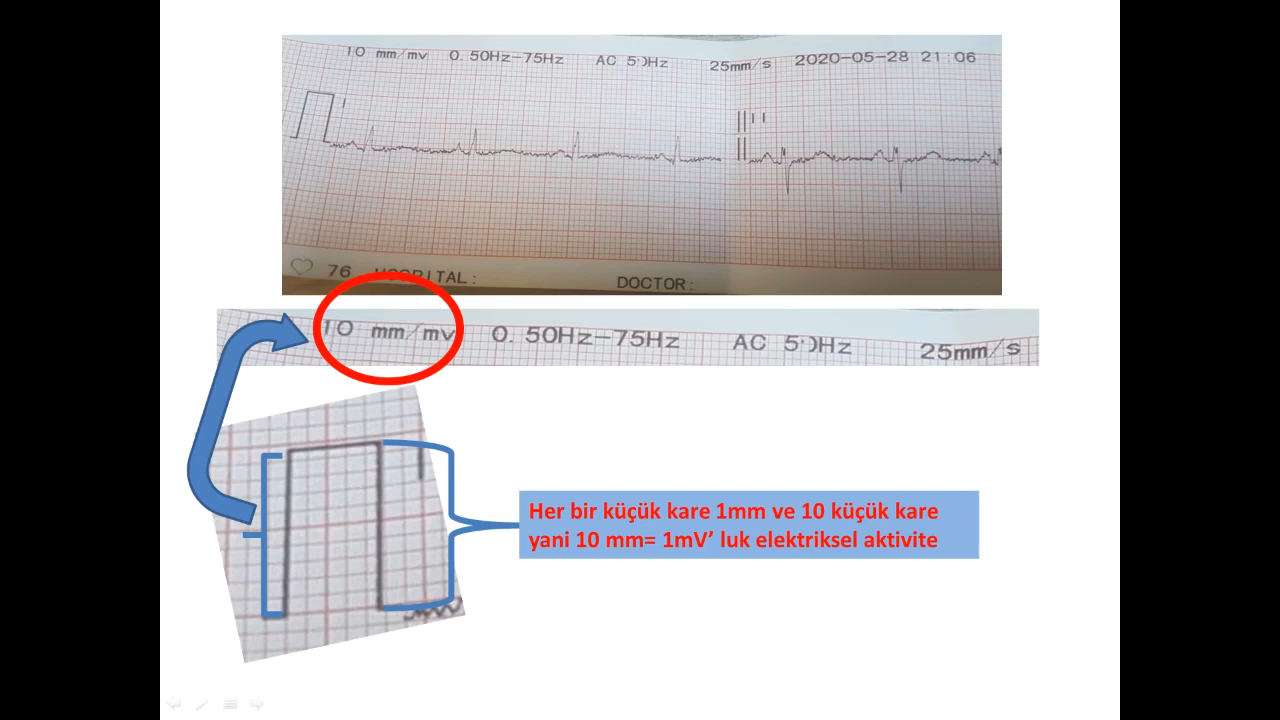 10 mm/mv 0.50Hz-75Hz AC 50Hz 25mm/s 2020-05-28 21:06
I
III
II
76 HOSPITAL: DOCTOR:
10 mm/mv 0.50Hz-75Hz AC 50Hz 25mm/s
Her bir küçük kare 1mm ve 10 küçük kare
yani 10 mm= 1mV' luk elektriksel aktivite